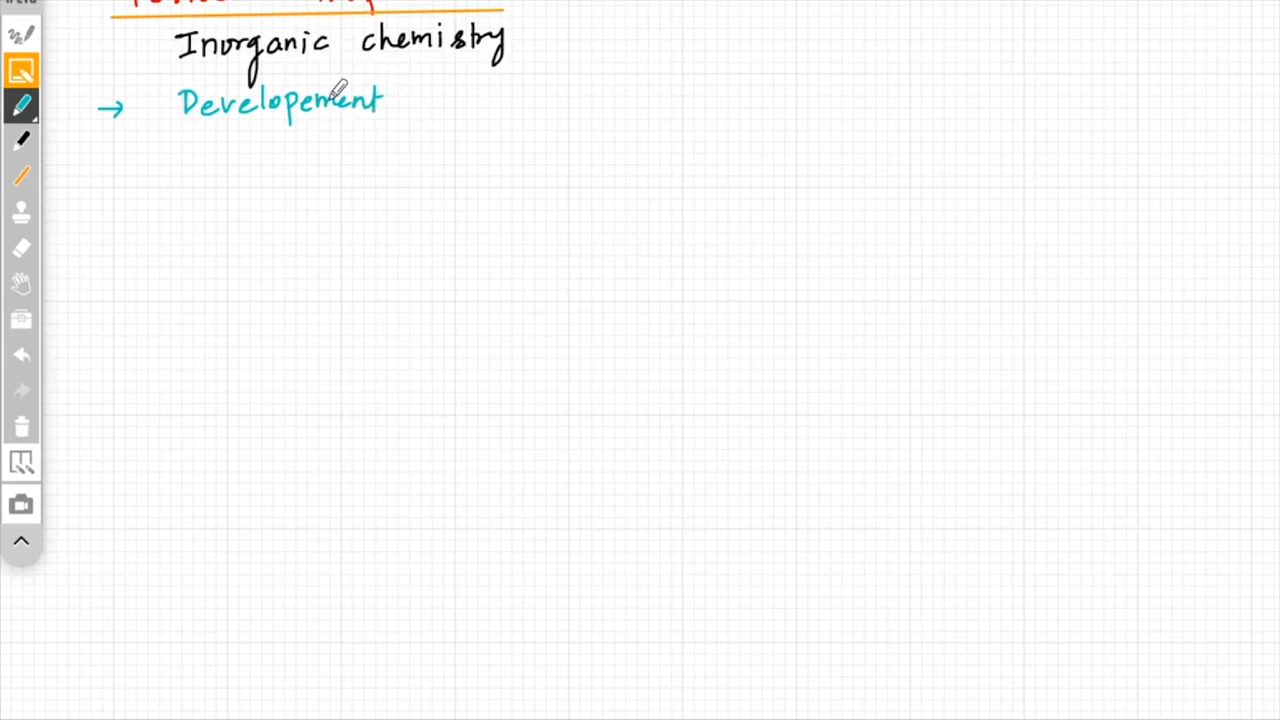 Inorganic chemistry
→ Developement